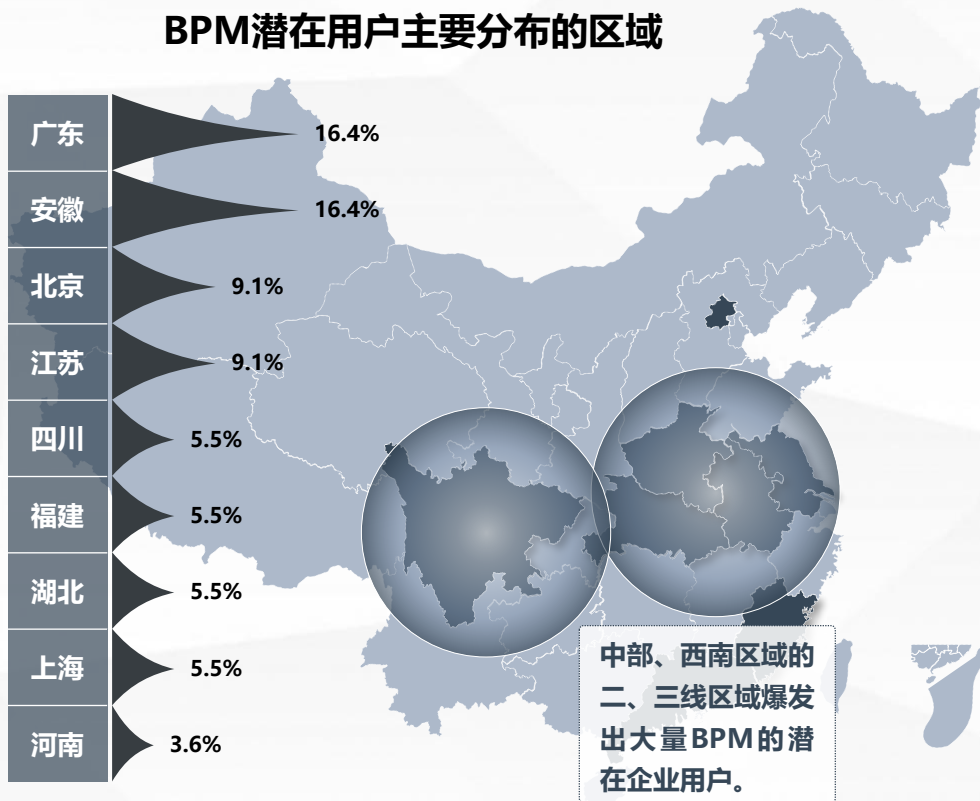 BPM潜在用户主要分布的区域
广东 16.4%
安徽 16.4%
北京 9.1%
江苏 9.1%
四川 5.5%
福建 5.5%
湖北 5.5%
上海 5.5%
河南 3.6%
中部、西南区域的
二、三线区域爆发
出大量BPM的潜
在企业用户。